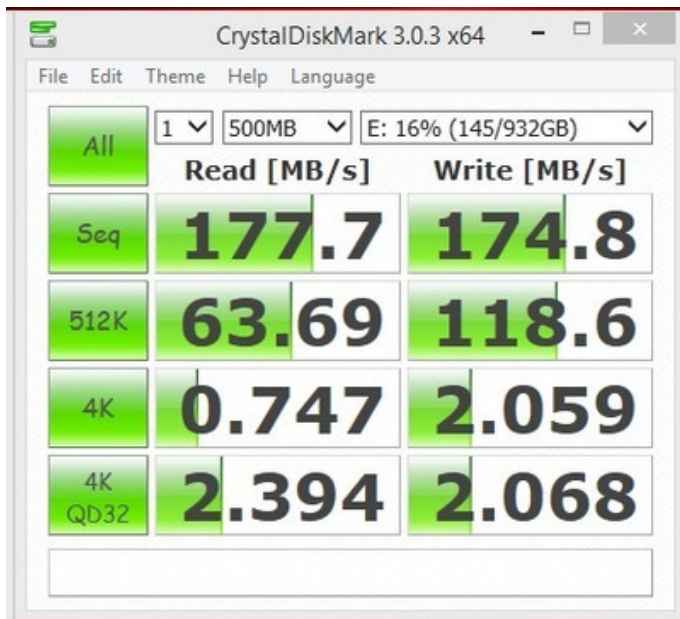 CrystalDiskMark 3.0.3 x64
File Edit Theme Help Language
All 1 500MB E: 16% (145/932GB)
Read [MB/s] Write [MB/s]
Seq 177.7 174.8
512K 63.69 118.6
4K 0.747 2.059
4K
QD32 2.394 2.068